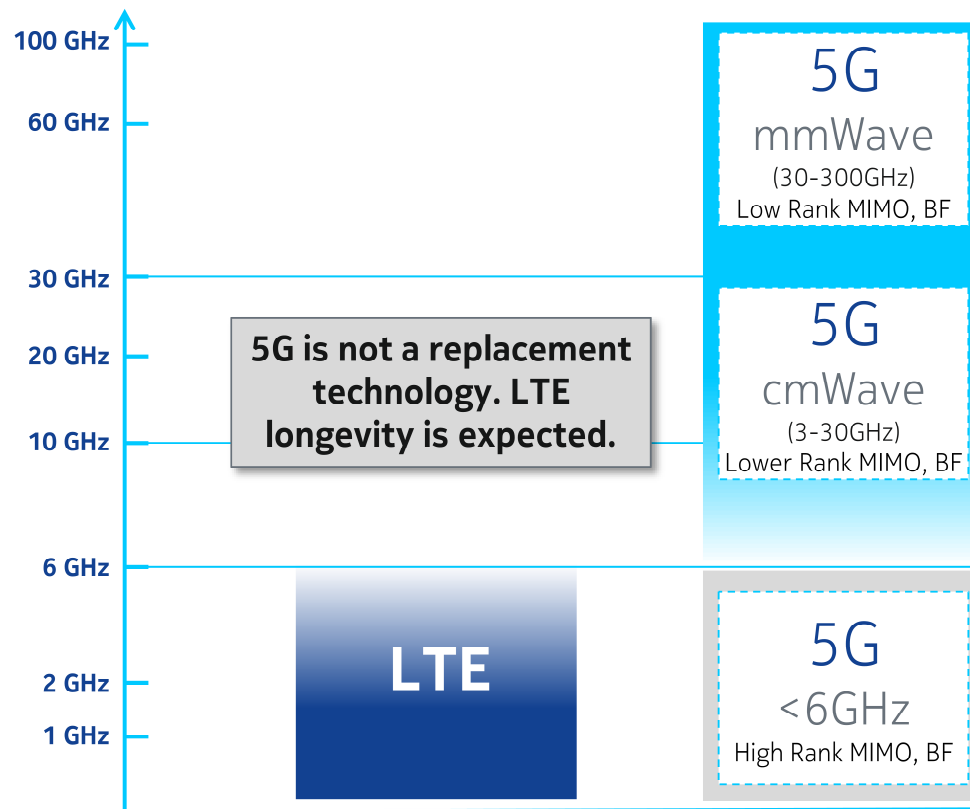 100 GHz
60 GHz
30 GHz
20 GHz
10 GHz
6 GHz
2 GHz
1 GHz
5G is not a replacement
technology. LTE
longevity is expected.
LTE
5G
mmWave
(30-300GHz)
Low Rank MIMO, BF
5G
cmWave
(3-30GHz)
Lower Rank MIMO, BF
5G
<6GHz
High Rank MIMO, BF